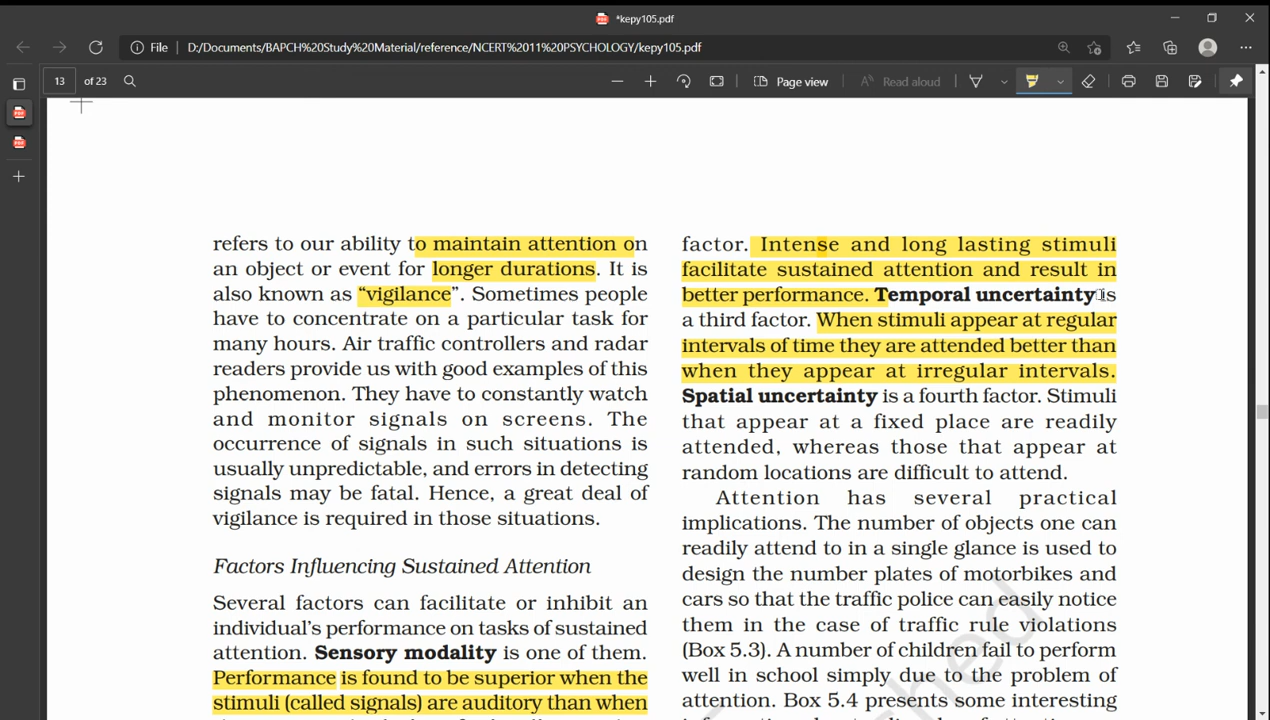 *kepy105.pdf
File D:/Documents/BAPCH%20Study%20Material/reference/NCERT%2011%20PSYCHOLOGY/kepy105.pdf
13 of 23 Page view Read aloud
refers to our ability to maintain attention on
an object or event for longer durations. It is
also known as “vigilance”. Sometimes people
have to concentrate on a particular task for
many hours. Air traffic controllers and radar
readers provide us with good examples of this
phenomenon. They have to constantly watch
and monitor signals on screens. The
occurrence of signals in such situations is
usually unpredictable, and errors in detecting
signals may be fatal. Hence, a great deal of
vigilance is required in those situations.
Factors Influencing Sustained Attention
Several factors can facilitate or inhibit an
individual’s performance on tasks of sustained
attention. Sensory modality is one of them.
Performance is found to be superior when the
stimuli (called signals) are auditory than when
factor. Intense and long lasting stimuli
facilitate sustained attention and result in
better performance. Temporal uncertainty is
a third factor. When stimuli appear at regular
intervals of time they are attended better than
when they appear at irregular intervals.
Spatial uncertainty is a fourth factor. Stimuli
that appear at a fixed place are readily
attended, whereas those that appear at
random locations are difficult to attend.
Attention has several practical
implications. The number of objects one can
readily attend to in a single glance is used to
design the number plates of motorbikes and
cars so that the traffic police can easily notice
them in the case of traffic rule violations
(Box 5.3). A number of children fail to perform
well in school simply due to the problem of
attention. Box 5.4 presents some interesting